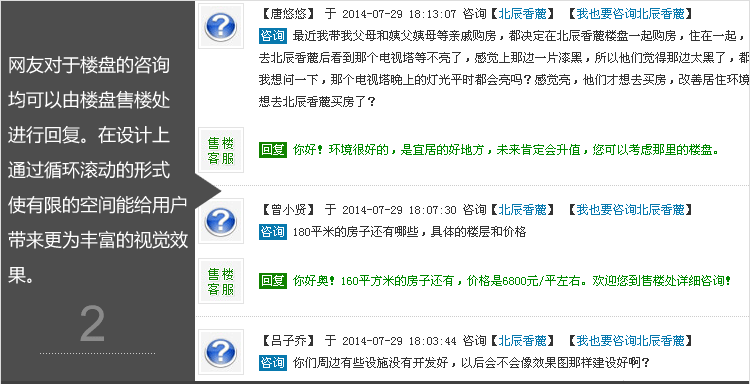 网友对于楼盘的咨询
均可以由楼盘售楼处
进行回复。在设计上
通过循环滚动的形式
使有限的空间能给用户
带来更为丰富的视觉效
果。
2
【唐悠悠】 于 2014-07-29 18:13:07 咨询【北辰香麓】 【我也要咨询北辰香麓】
咨询 最近我带我父母和姨父姨母等亲戚购房，都决定在北辰香麓楼盘一起购房，住在一起，
去北辰香麓后看到那个电视塔等不亮了，感觉上那边一片漆黑，所以他们觉得那边太黑了，都
我想问一下，那个电视塔晚上的灯光平时都会亮吗？感觉亮，他们才想去买房，改善居住环境
想去北辰香麓买房了？
售楼
客服
回复 你好！环境很好的，是宜居的好地方，未来肯定会升值，您可以考虑那里的楼盘。
【曾小贤】 于 2014-07-29 18:07:30 咨询【北辰香麓】 【我也要咨询北辰香麓】
咨询 180平米的房子还有哪些，具体的楼层和价格
售楼
客服
回复 你好奥！160平方米的房子还有，价格是6800元/平左右。欢迎您到售楼处详细咨询！
【吕子乔】 于 2014-07-29 18:03:44 咨询【北辰香麓】 【我也要咨询北辰香麓】
咨询 你们周边有些设施没有开发好，以后会不会像效果图那样建设好啊？